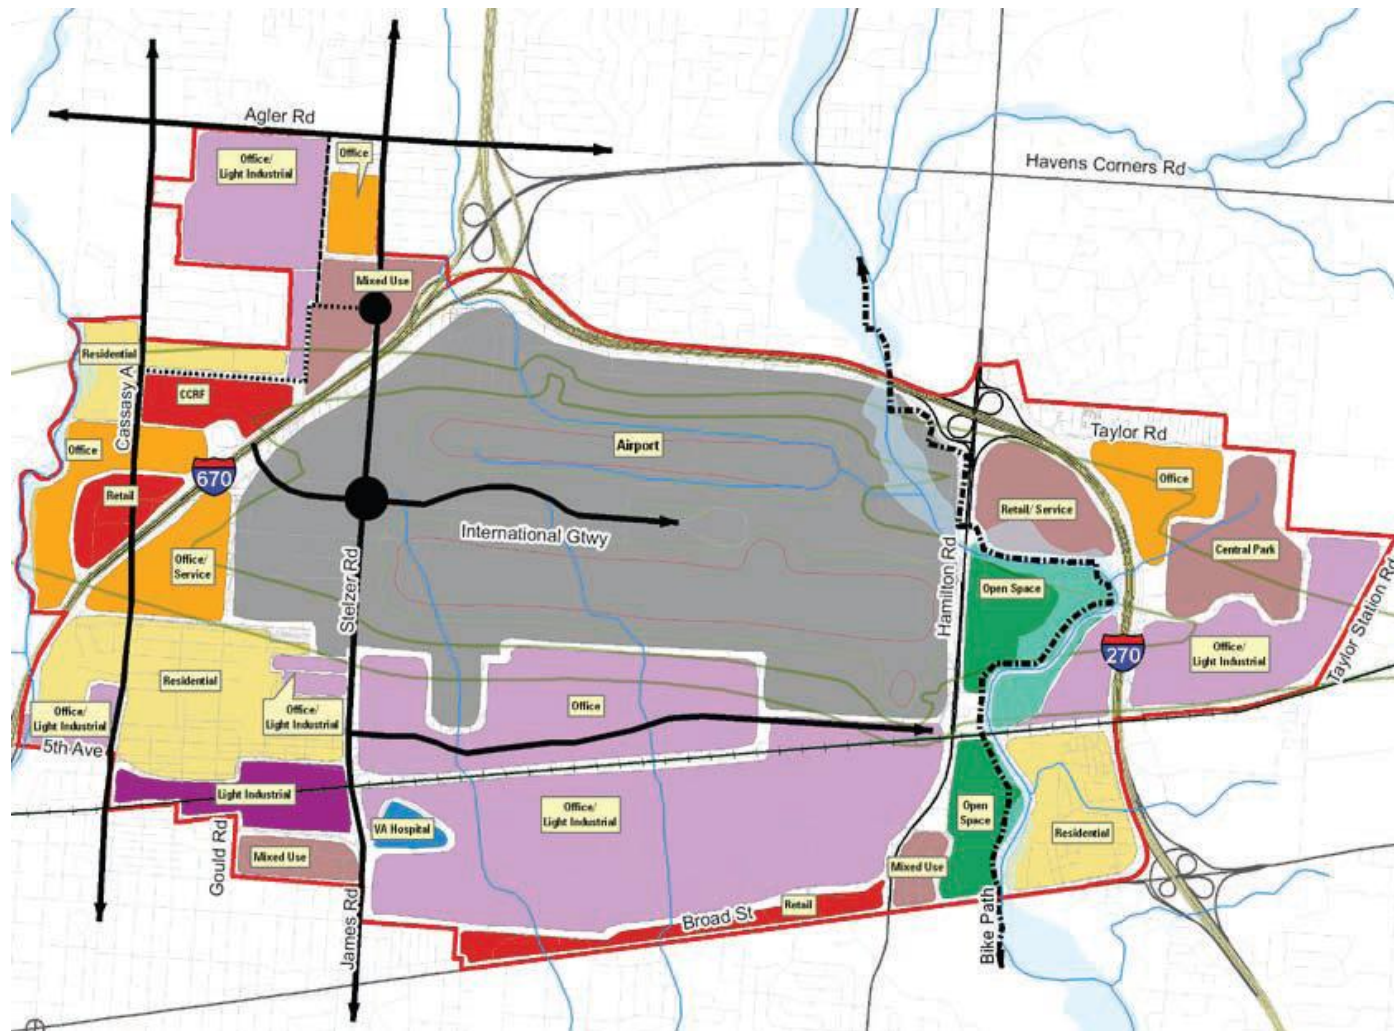 Agler Rd
Office/
Light Industrial
Office
Havens Corners Rd
Mixed Use
Residential
CCRF
Cassasy A
Office
670
Retail
Airport
Taylor Rd
Office
Retail/ Service
Central Park
International Gtwy
Office/
Service
Stelzer Rd
Hamilton Rd
Open Space
Taylor Station Rd
270
Office/
Light Industrial
Residential
Office/
Light Industrial
Office/
Light Industrial
Office
5th Ave
Light Industrial
VA Hospital
Office/
Light Industrial
Open
Space
Residential
Gould Rd
Mixed Use
Mixed Use
Retail
Broad St
James Rd
Bike Path